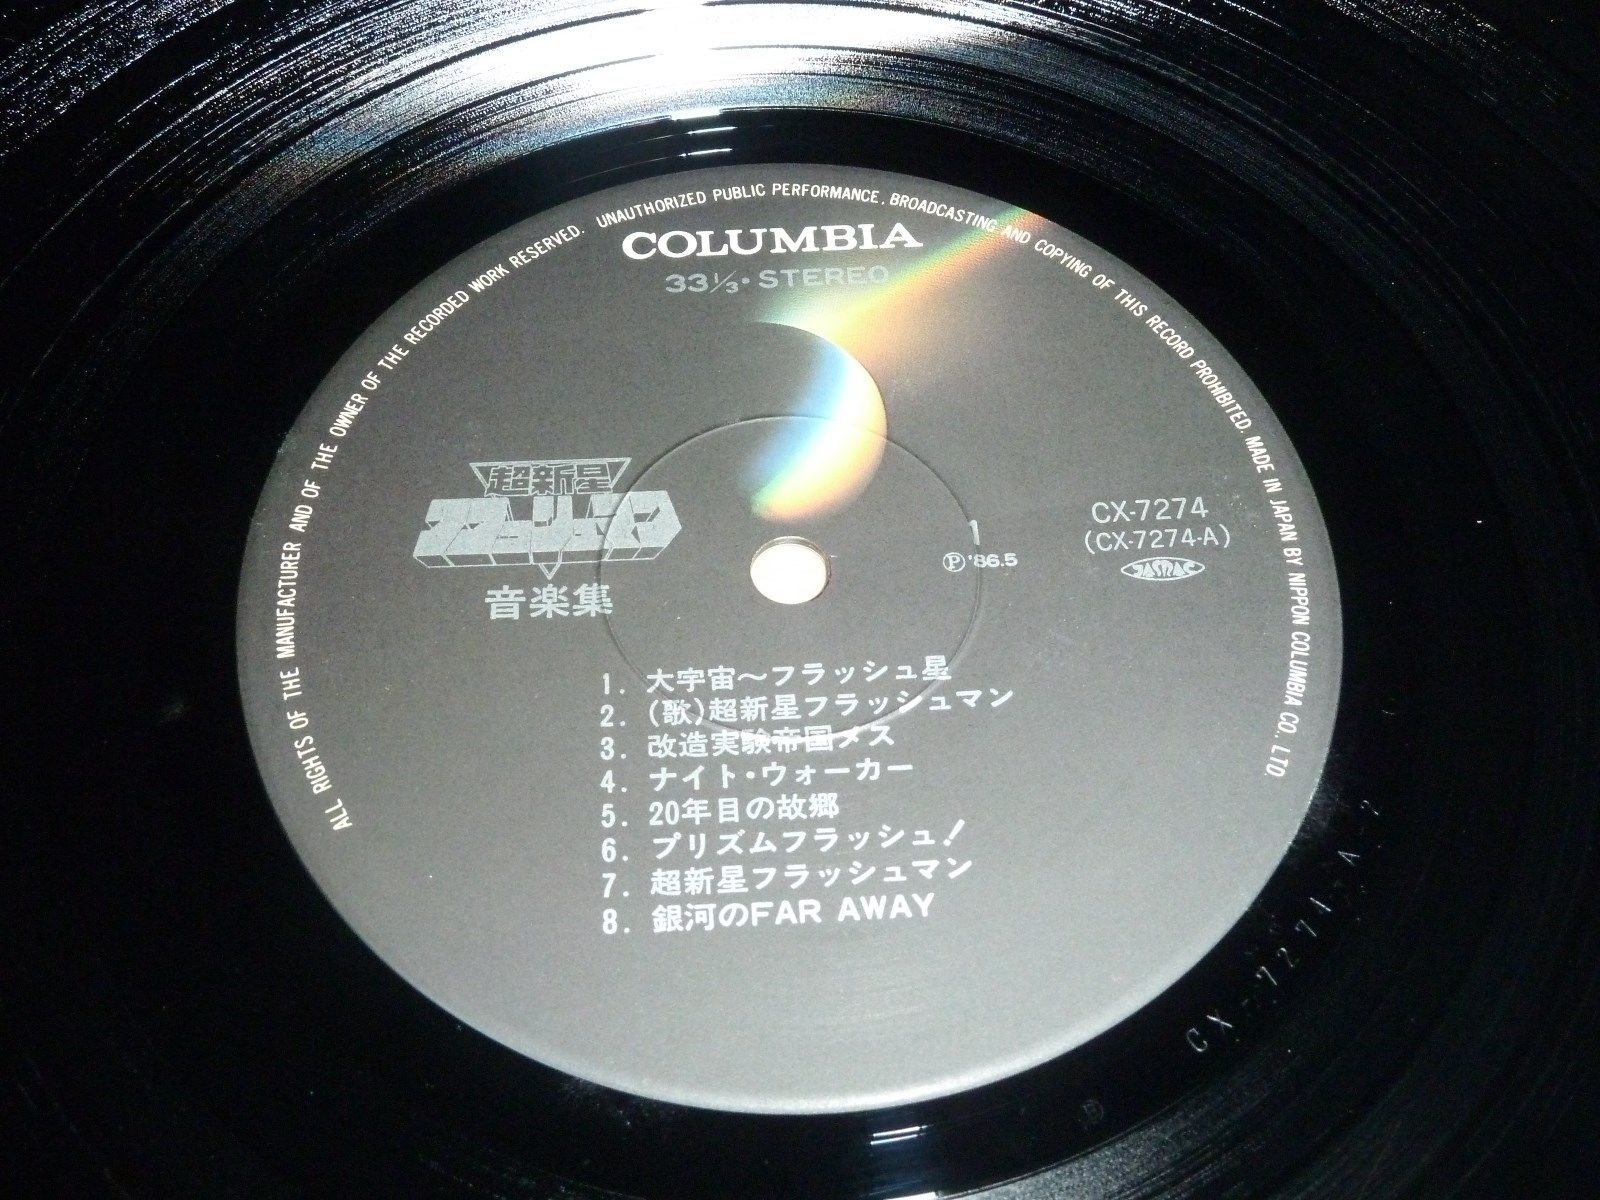 ALL RIGHTS OF THE MANUFACTURER AND OF THE OWNER OF THE RECORDED WORK RESERVED. UNAUTHORIZED PUBLIC PERFORMANCE, BROADCASTING AND COPYING OF THIS RECORD PROHIBITED. MADE IN JAPAN BY NIPPON COLUMBIA CO., LTD.
COLUMBIA
33⅓・STEREO
超新星
フラッシュマン
音楽集
1
Ⓟ'86.5
CX-7274
(CX-7274-A)
JASRAC
1. 大宇宙〜フラッシュ星
2. (歌)超新星フラッシュマン
3. 改造実験帝国メス
4. ナイト・ウォーカー
5. 20年目の故郷
6. プリズムフラッシュ!
7. 超新星フラッシュマン
8. 銀河のFAR AWAY
CX-7274-A-2